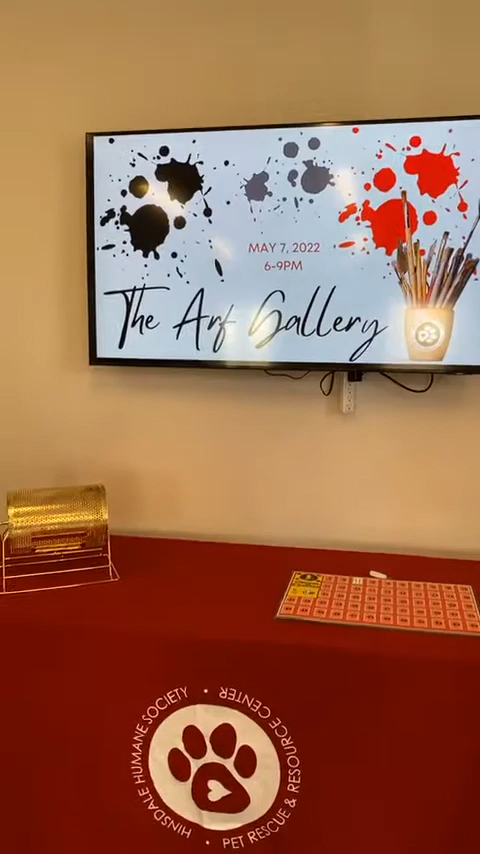 MAY 7, 2022
6-9PM
The Arf Gallery
HINSDALE HUMANE SOCIETY •
PET RESCUE & RESOURCE CENTER •